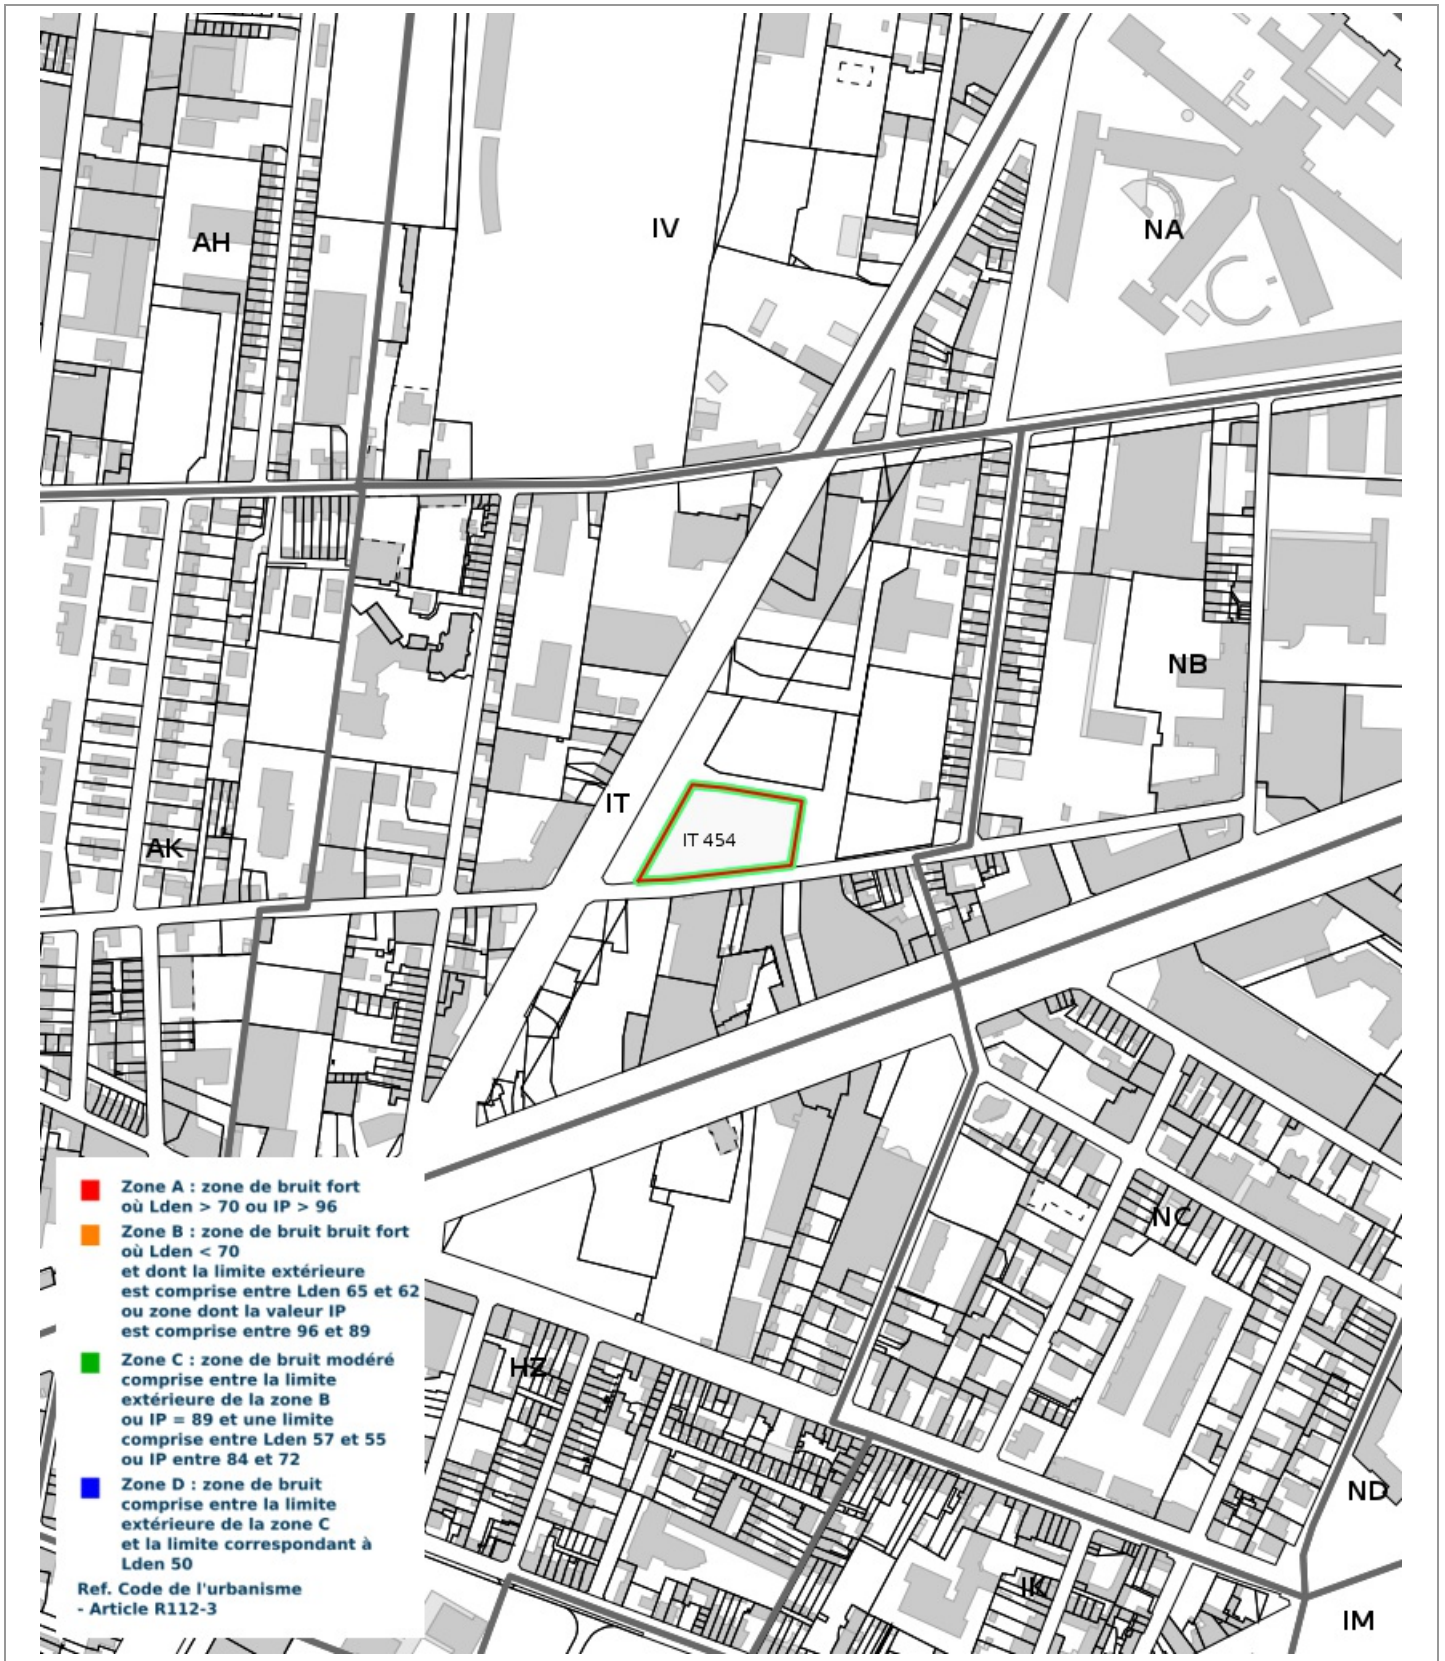 IV
NA
AH
NB
IT
IT 454
AK
Zone A : zone de bruit fort
où Lden > 70 ou IP > 96
Zone B : zone de bruit bruit fort
où Lden < 70
et dont la limite extérieure
est comprise entre Lden 65 et 62
ou zone dont la valeur IP
est comprise entre 96 et 89
Zone C : zone de bruit modéré
comprise entre la limite
extérieure de la zone B
ou IP = 89 et une limite
comprise entre Lden 57 et 55
ou IP entre 84 et 72
Zone D : zone de bruit
comprise entre la limite
extérieure de la zone C
et la limite correspondant à
Lden 50
Ref. Code de l'urbanisme
- Article R112-3
NC
HZ
ND
IK
IM